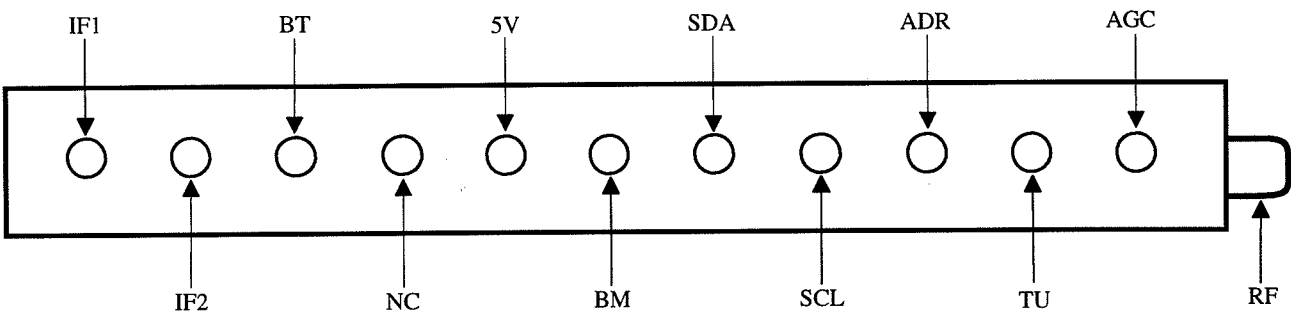 IF1 BT 5V SDA ADR AGC
IF2 NC BM SCL TU RF